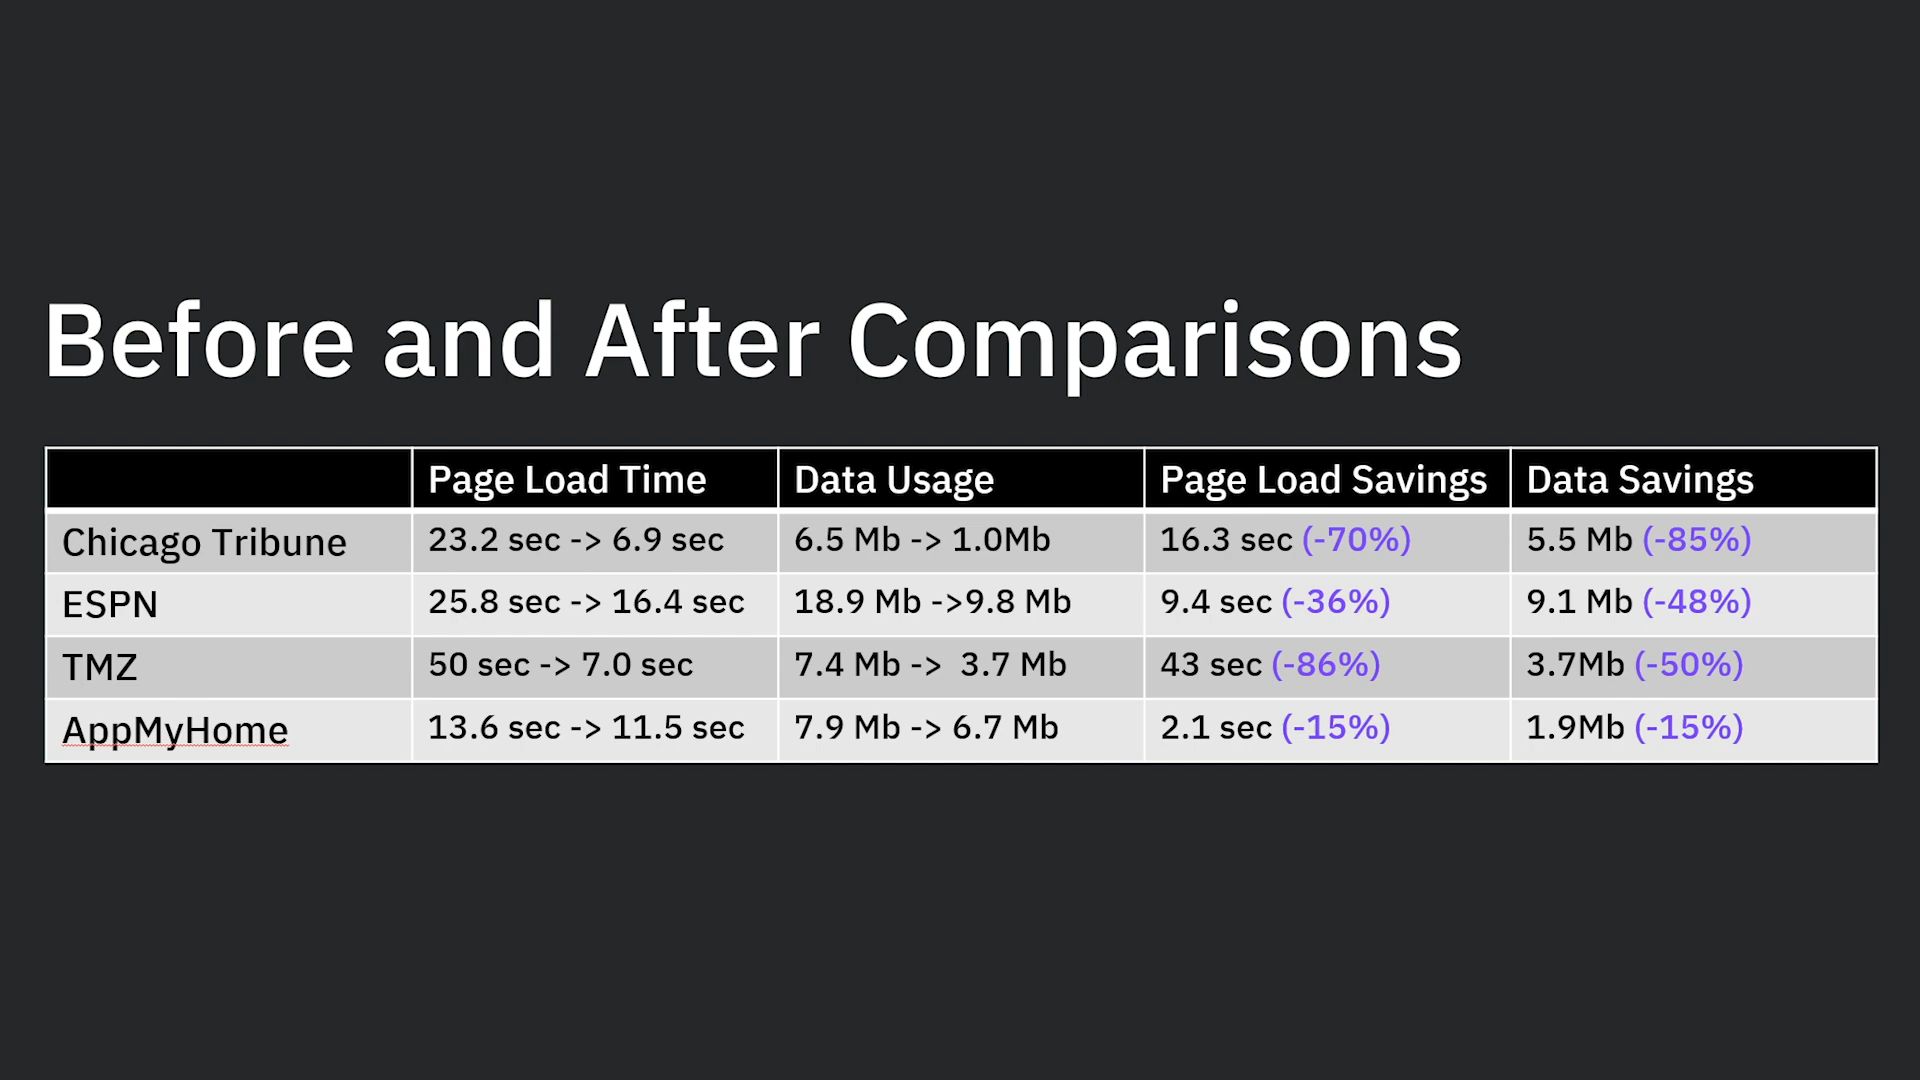 Before and After Comparisons
Page Load Time Data Usage Page Load Savings Data Savings
Chicago Tribune 23.2 sec -> 6.9 sec 6.5 Mb -> 1.0Mb 16.3 sec (-70%) 5.5 Mb (-85%)
ESPN 25.8 sec -> 16.4 sec 18.9 Mb ->9.8 Mb 9.4 sec (-36%) 9.1 Mb (-48%)
TMZ 50 sec -> 7.0 sec 7.4 Mb ->  3.7 Mb 43 sec (-86%) 3.7Mb (-50%)
AppMyHome 13.6 sec -> 11.5 sec 7.9 Mb -> 6.7 Mb 2.1 sec (-15%) 1.9Mb (-15%)